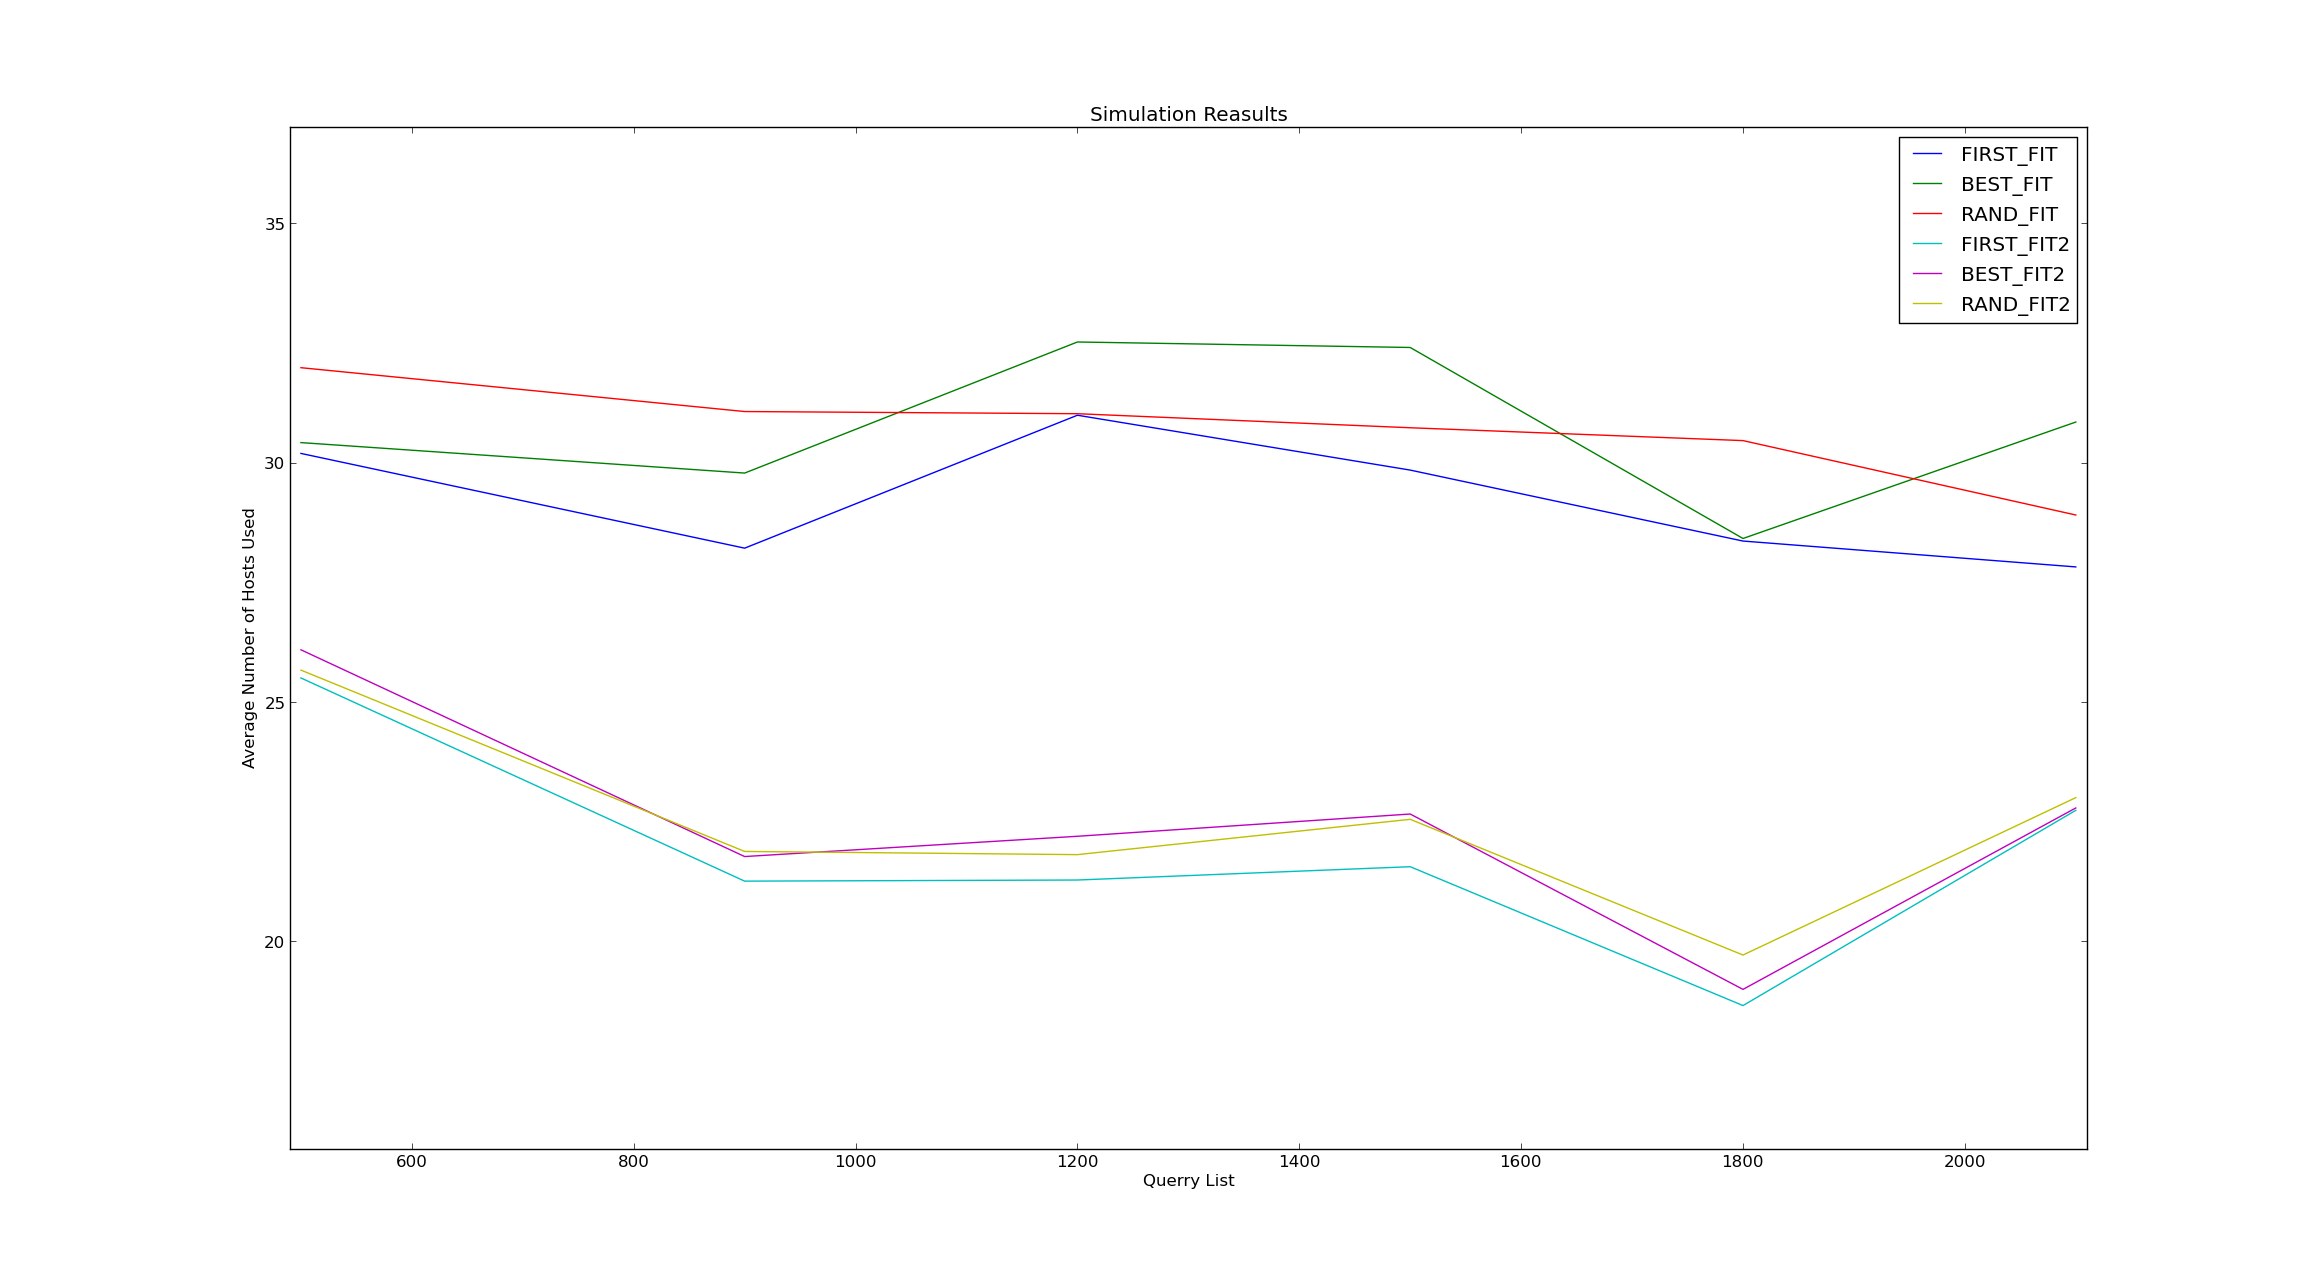 Simulation Reasults
FIRST_FIT
BEST_FIT
RAND_FIT
FIRST_FIT2
BEST_FIT2
RAND_FIT2
35
30
25
20
Average Number of Hosts Used
600 800 1000 1200 1400 1600 1800 2000
Querry List